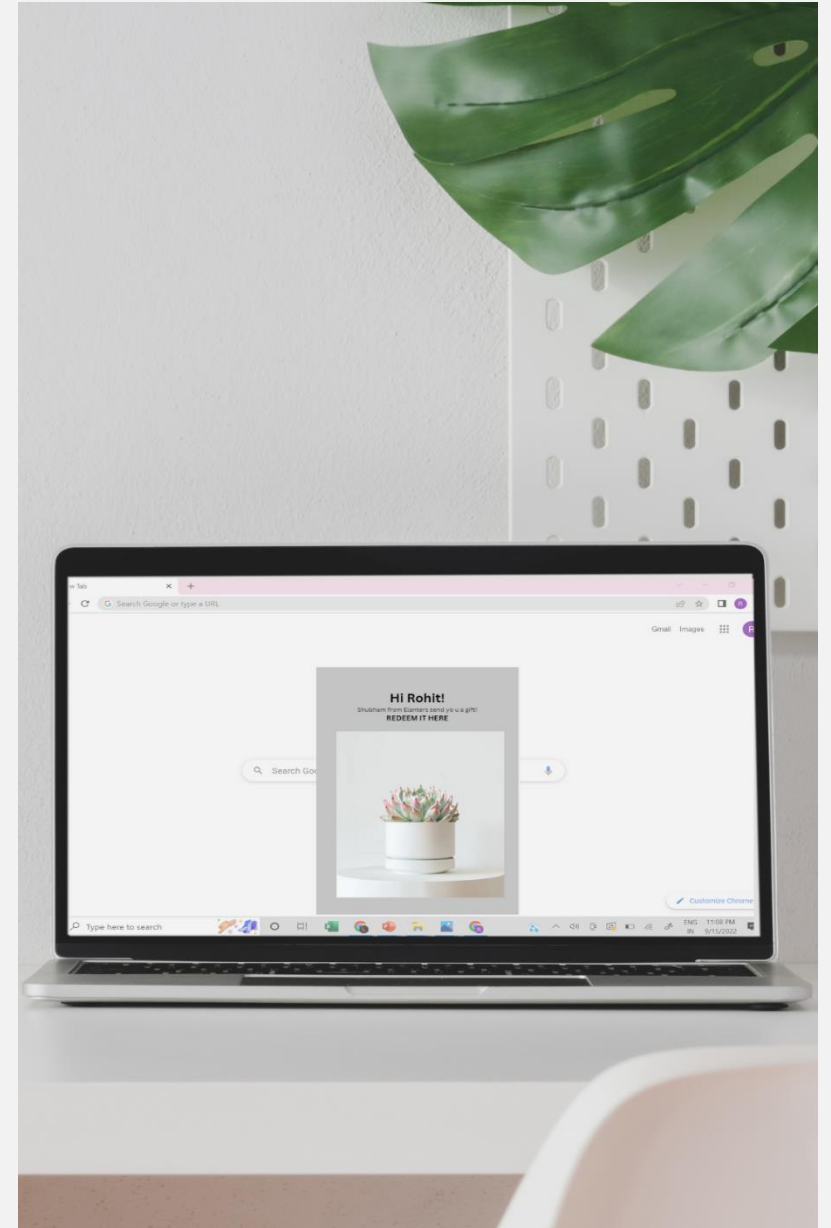 w Tab
Search Google or type a URL
Gmail Images
Hi Rohit!
Shubham from Elanters send yo u a gift!
REDEEM IT HERE
Search Goo
Customize Chrome
Type here to search
ENG 11:08 PM
IN 9/15/2022